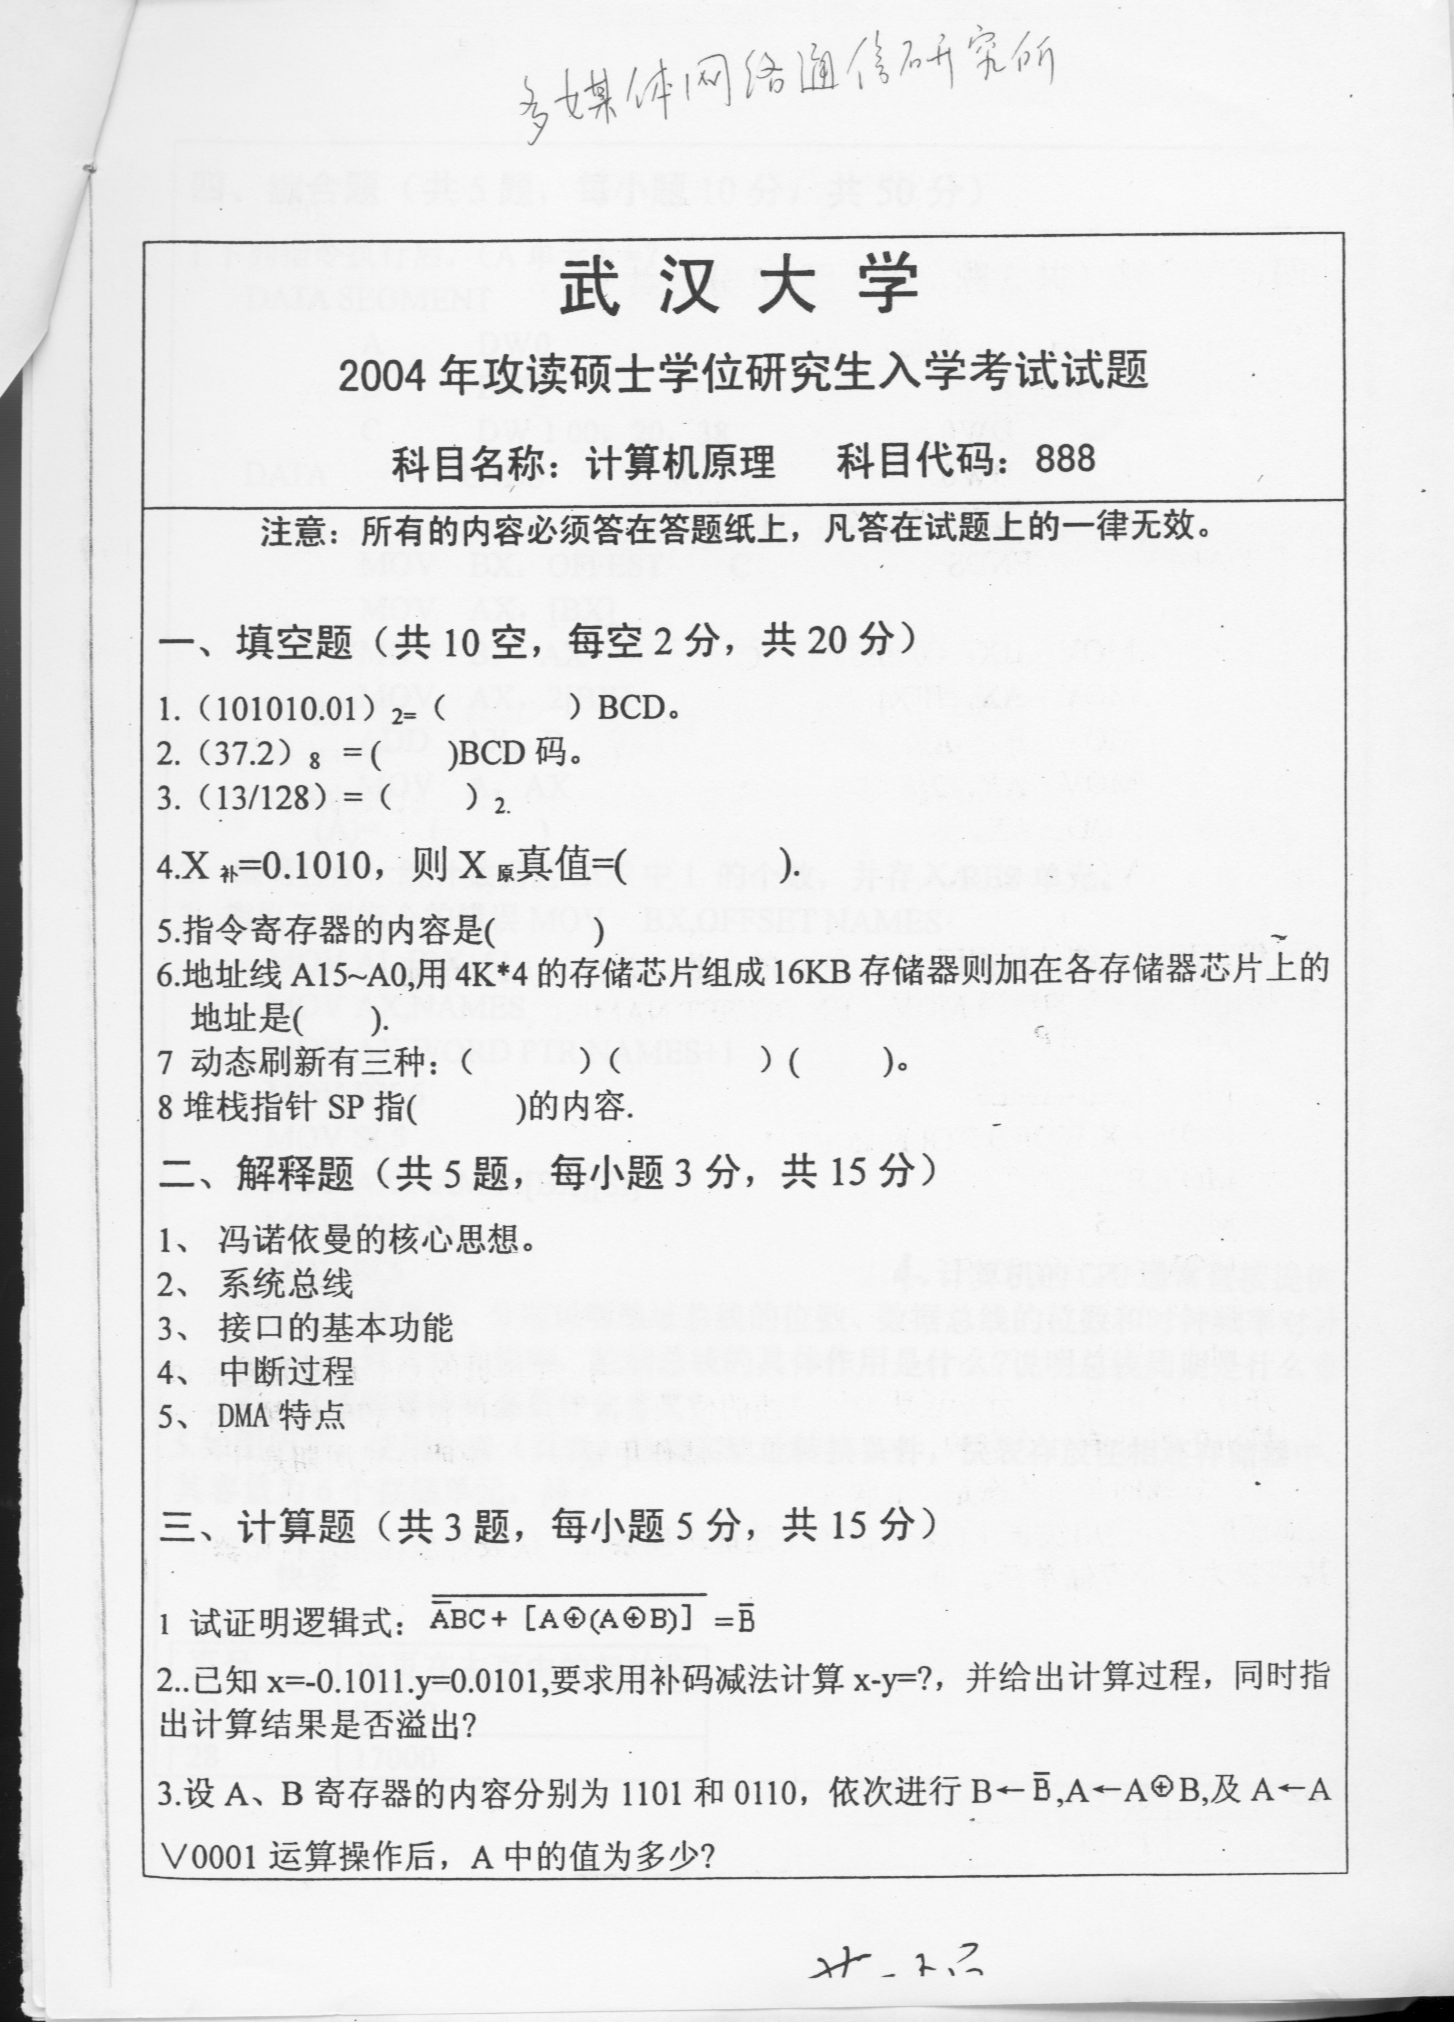 多媒体网络通信研究所
武汉大学
2004 年攻读硕士学位研究生入学考试试题
科目名称：计算机原理 科目代码：888
注意：所有的内容必须答在答题纸上，凡答在试题上的一律无效。
一、填空题（共 10 空，每空 2 分，共 20 分）
1.（101010.01）2=（ ）BCD。
2.（37.2）8 =( )BCD 码。
3.（13/128）=（ ）2.
4.X 补=0.1010，则 X 原真值=( ).
5.指令寄存器的内容是( )
6.地址线 A15~A0,用 4K*4 的存储芯片组成 16KB 存储器则加在各存储器芯片上的
地址是( ).
7 动态刷新有三种：（ ）（ ）( )。
8 堆栈指针 SP 指( )的内容.
二、解释题（共 5 题，每小题 3 分，共 15 分）
1、 冯诺依曼的核心思想。
2、 系统总线
3、 接口的基本功能
4、 中断过程
5、 DMA 特点
三、计算题（共 3 题，每小题 5 分，共 15 分）
1 试证明逻辑式： A̅BC+［A⊕(A⊕B)］ =B̅
2..已知 x=-0.1011.y=0.0101,要求用补码减法计算 x-y=?，并给出计算过程，同时指
出计算结果是否溢出?
3.设 A、B 寄存器的内容分别为 1101 和 0110，依次进行 B←B̅,A←A⊕B,及 A←A
∨0001 运算操作后，A 中的值为多少?